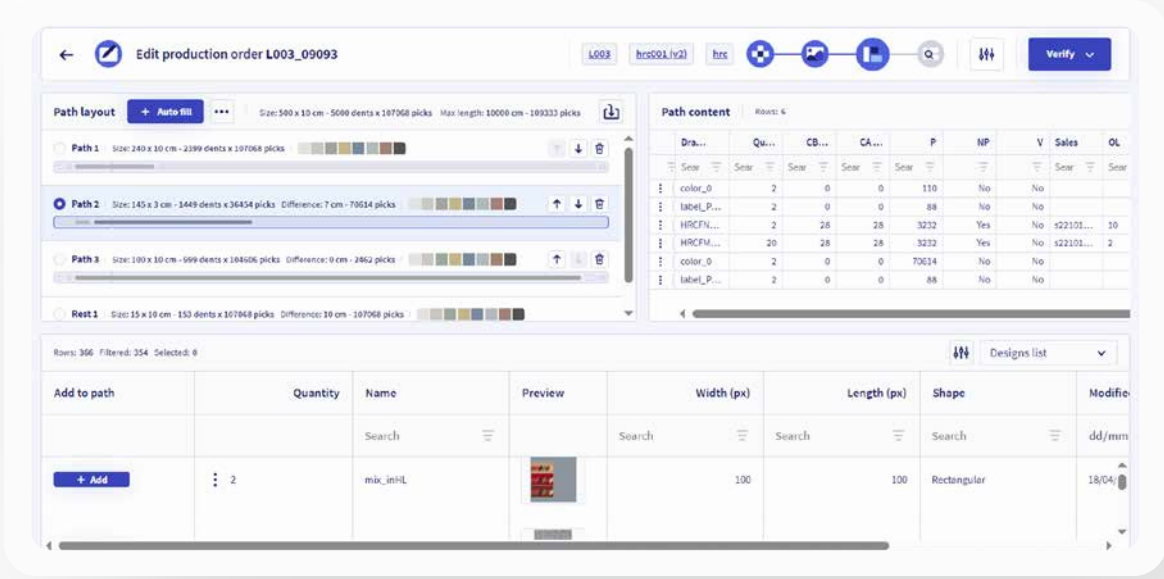 Edit production order L003_09093 L003 hrc001 (v2) hrc Verify
Path layout + Auto fill ... Size: 500 x 10 cm - 5000 dents x 107068 picks Max length: 10000 cm - 109333 picks
Path 1 Size: 240 x 10 cm - 2399 dents x 107068 picks
Path 2 Size: 145 x 3 cm - 1449 dents x 36454 picks Difference: 7 cm - 70614 picks
Path 3 Size: 100 x 10 cm - 999 dents x 104606 picks Difference: 0 cm - 2462 picks
Rest 1 Size: 15 x 10 cm - 153 dents x 107068 picks Difference: 10 cm - 107068 picks
Path content Rows: 6
Dra... Qu... CB... CA... P NP V Sales OL
Sear Sear Sear Sear Sear Sear Sear
color_0 2 0 0 110 No No
label_P... 2 0 0 88 No No
HRCFN... 2 28 28 3232 Yes No s22101... 10
HRCFM... 20 28 28 3232 Yes No s22101... 2
color_0 2 0 0 70614 No No
label_P... 2 0 0 88 No No
Rows: 366 Filtered: 354 Selected: 0 Designs list
Add to path Quantity Name Preview Width (px) Length (px) Shape Modifie
Search Search Search Search dd/mm
+ Add 2 mix_inHL 100 100 Rectangular 18/04/